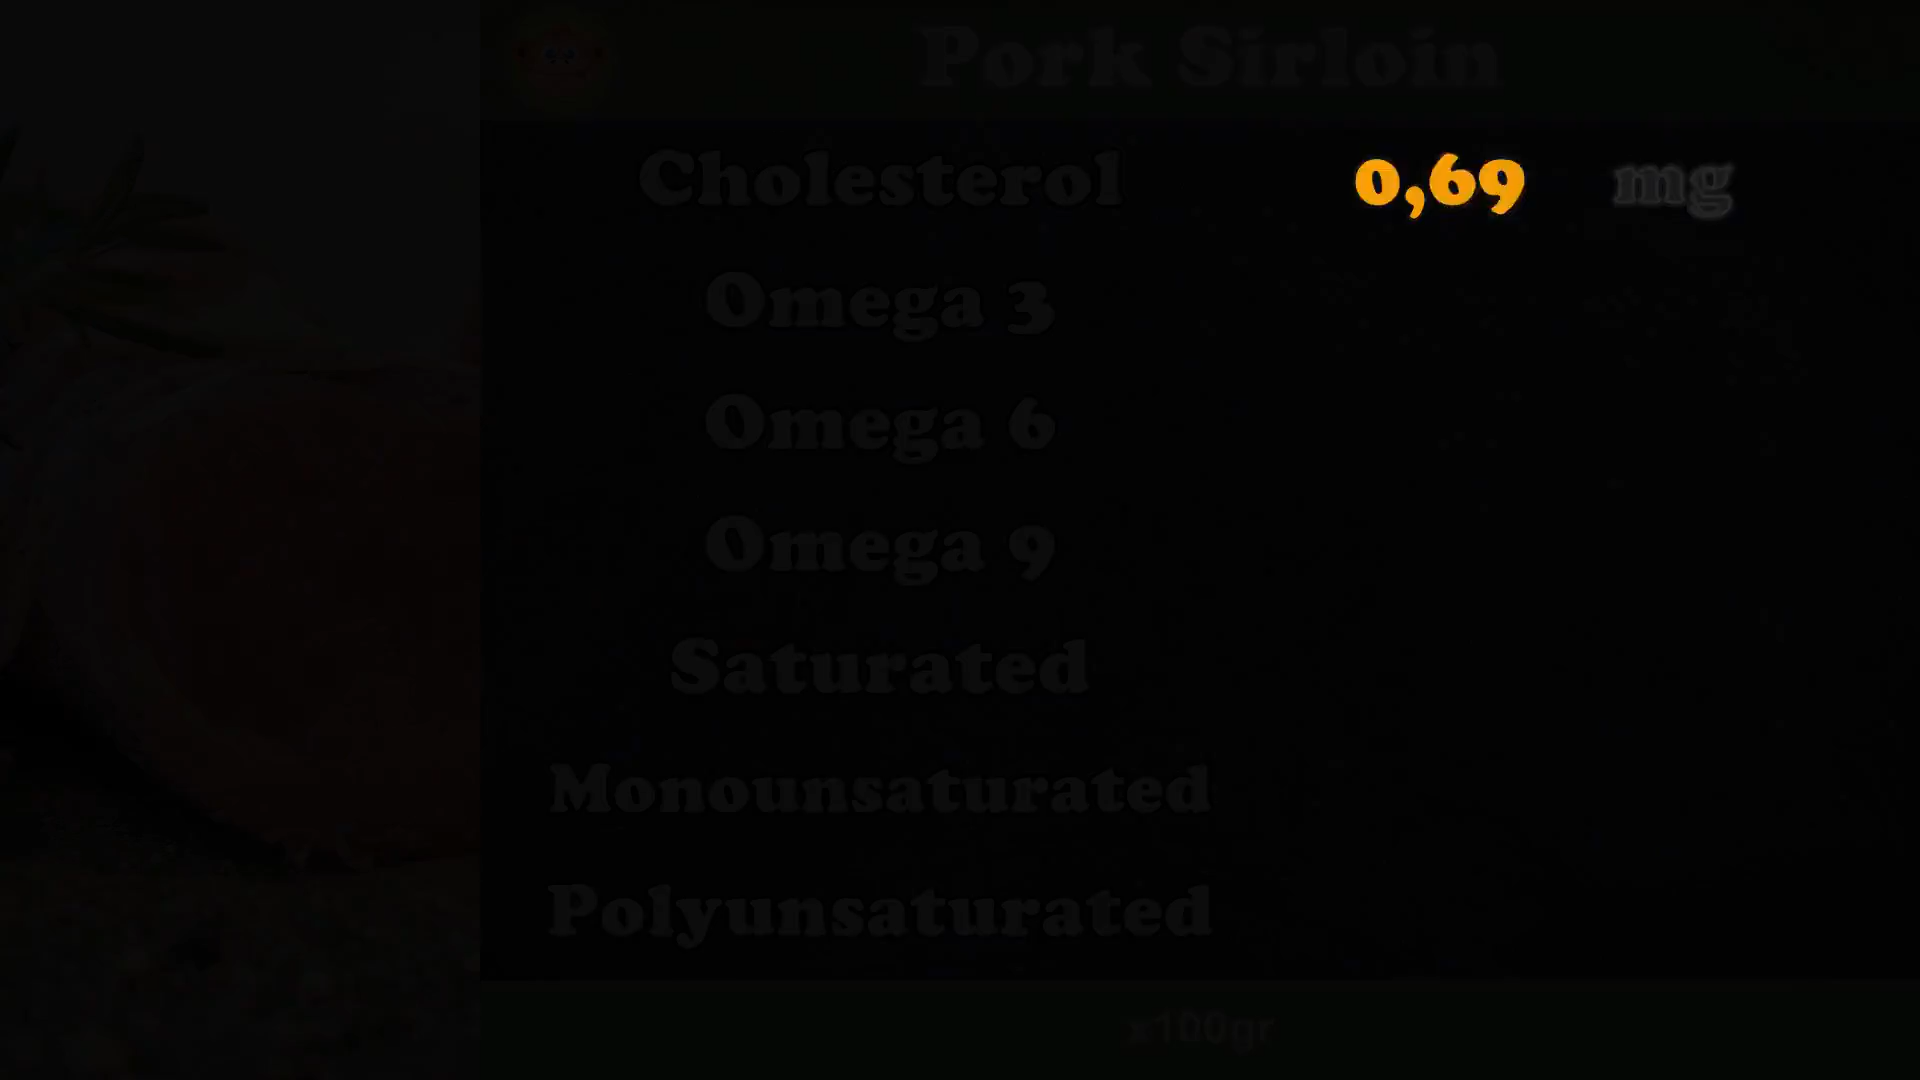 Pork Sirloin
Cholesterol 0,69 mg
Omega 3
Omega 6
Omega 9
Saturated
Monounsaturated
Polyunsaturated
x100gr